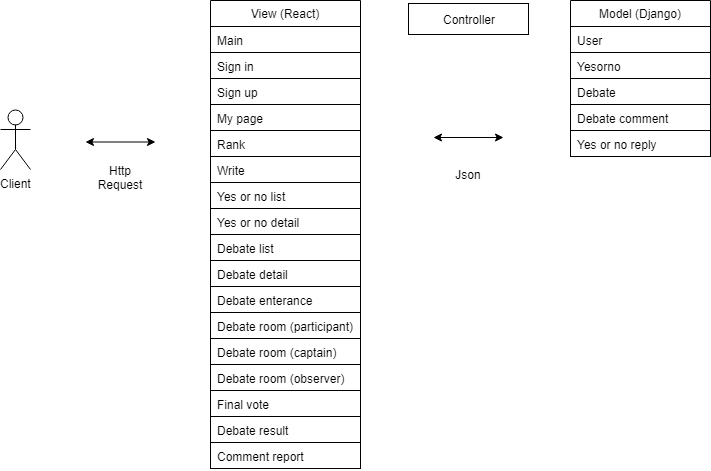 Client
Http
Request
View (React)
Main
Sign in
Sign up
My page
Rank
Write
Yes or no list
Yes or no detail
Debate list
Debate detail
Debate enterance
Debate room (participant)
Debate room (captain)
Debate room (observer)
Final vote
Debate result
Comment report
Controller
Json
Model (Django)
User
Yesorno
Debate
Debate comment
Yes or no reply